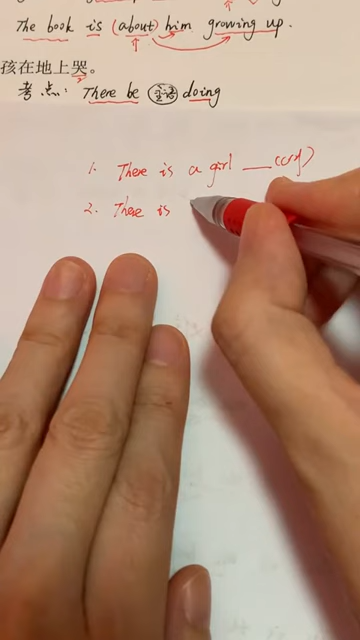 The book is (about) him growing up.
孩在地上哭。
考点: There be 宾语 doing
1. There is a girl ___ (cry)
2. There is